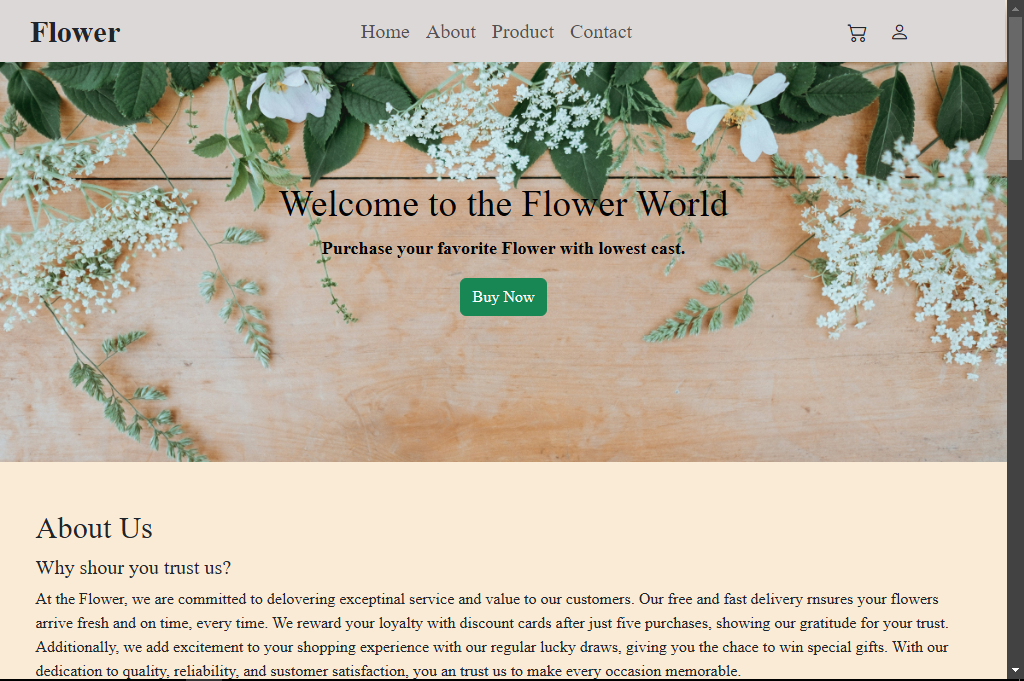 Flower
Home About Product Contact
Welcome to the Flower World
Purchase your favorite Flower with lowest cast.
Buy Now
About Us
Why shour you trust us?
At the Flower, we are committed to delovering exceptinal service and value to our customers. Our free and fast delivery rnsures your flowers
arrive fresh and on time, every time. We reward your loyalty with discount cards after just five purchases, showing our gratitude for your trust.
Additionally, we add excitement to your shopping experience with our regular lucky draws, giving you the chace to win special gifts. With our
dedication to quality, reliability, and sustomer satisfaction, you an trust us to make every occasion memorable.